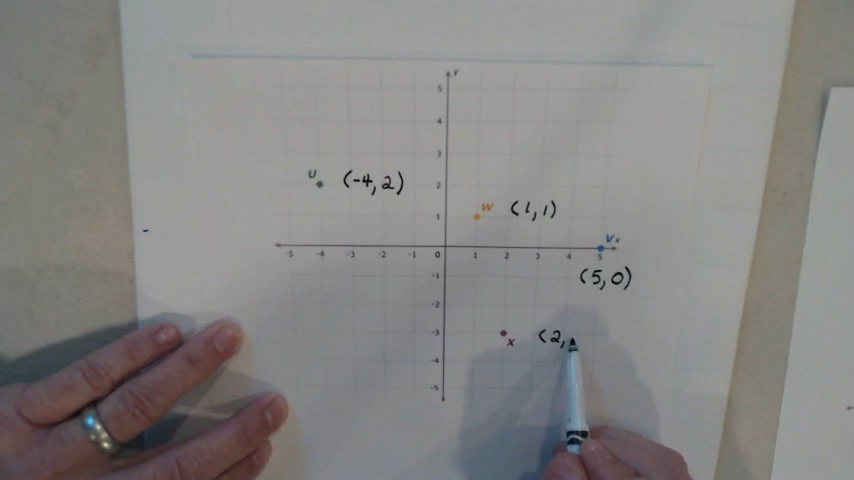 Y
5
4
3
U (-4, 2) 2
W (1, 1)
1
V x
-5 -4 -3 -2 -1 0 1 2 3 4 5
(5, 0)
-1
-2
-3 X (2,
-4
-5